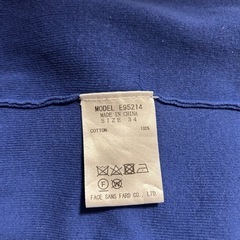 MODEL E95214
MADE IN CHINA
SIZE 34
COTTON 100%
FACE SANS FARD CO., LTD.